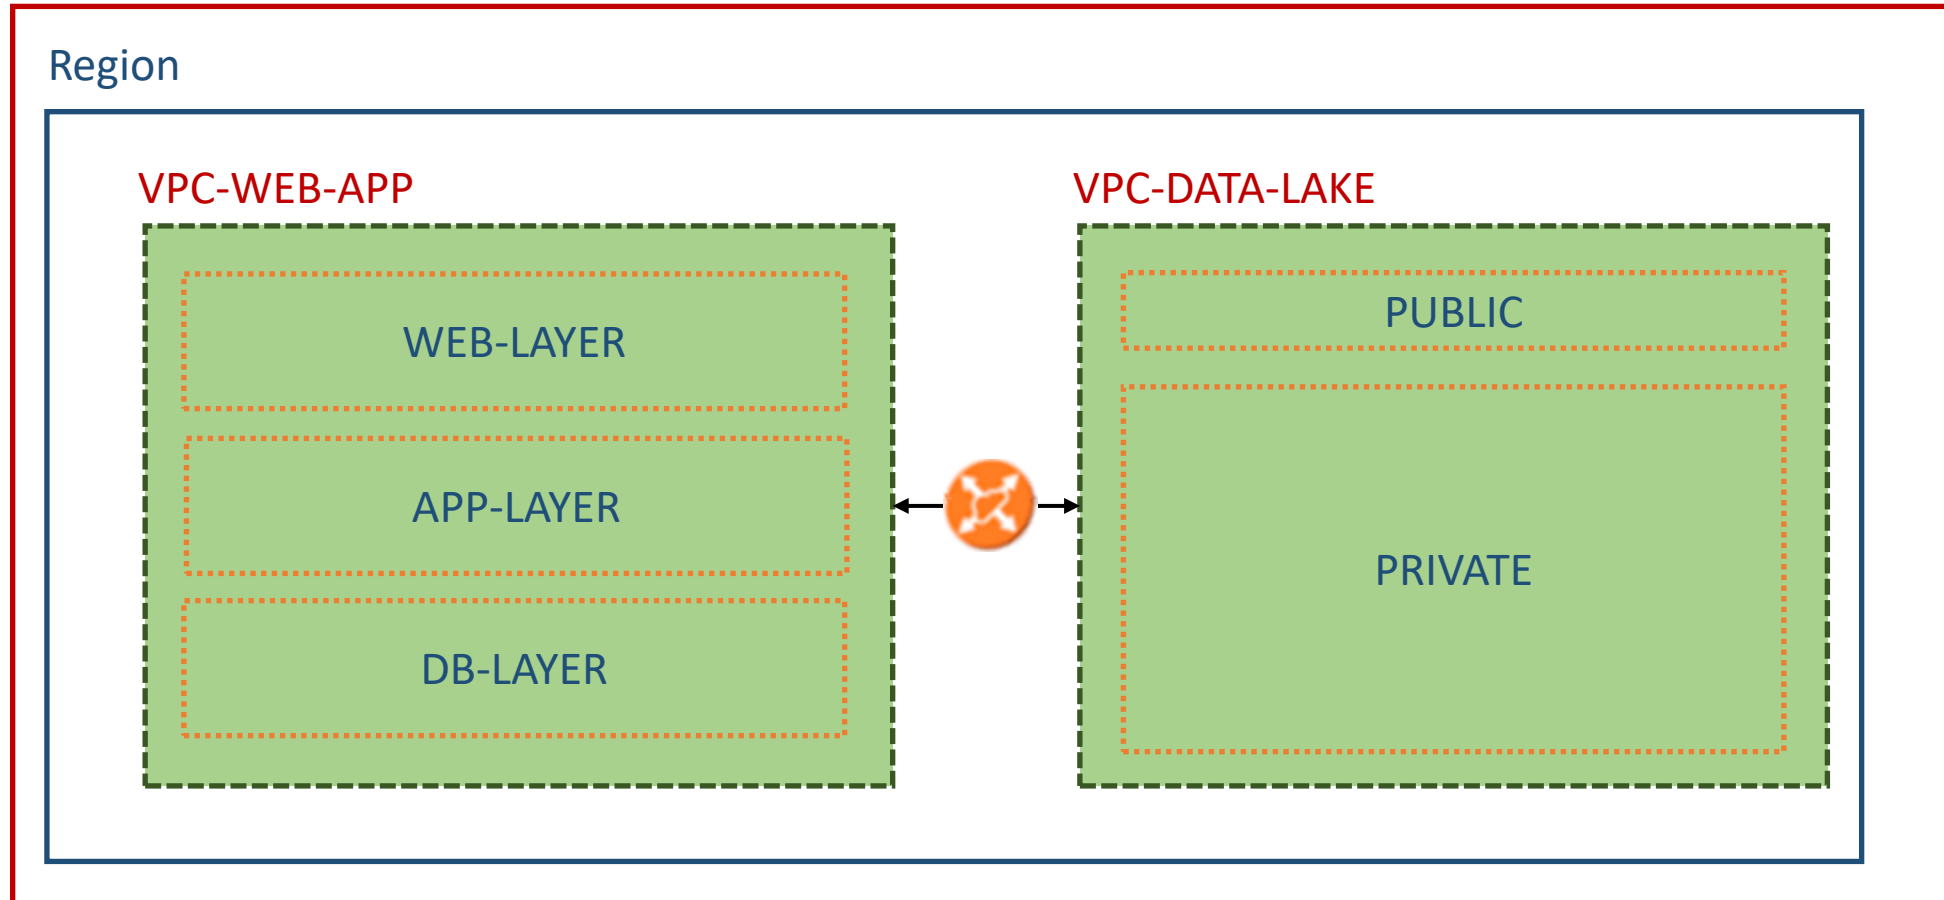 Region
VPC-WEB-APP
WEB-LAYER
APP-LAYER
DB-LAYER
VPC-DATA-LAKE
PUBLIC
PRIVATE